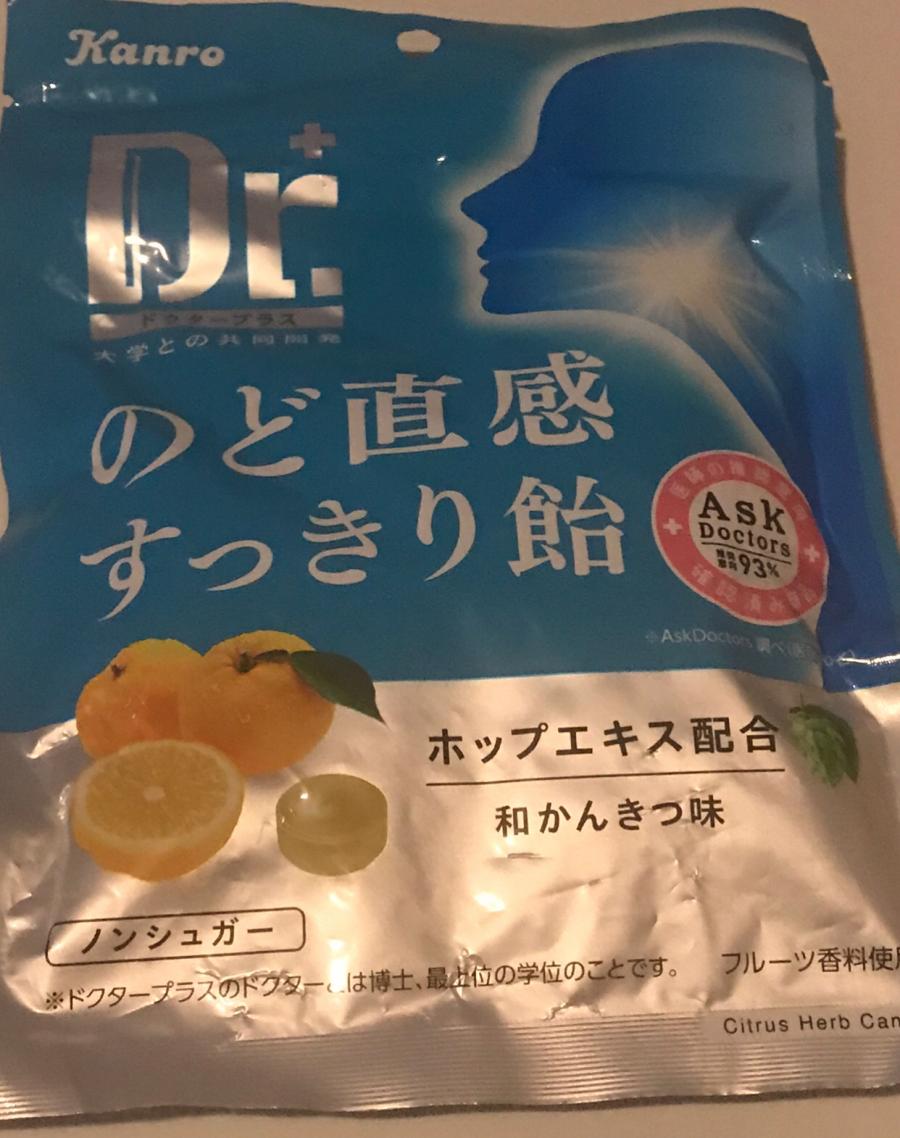 Kanro
Dr.+
ドクタープラス
大学との共同開発
のど直感
すっきり飴
Ask
Doctors
93%
※AskDoctors 調べ
ホップエキス配合
和かんきつ味
ノンシュガー
※ドクタープラスのドクターとは博士、最上位の学位のことです。
フルーツ香料使
Citrus Herb Can